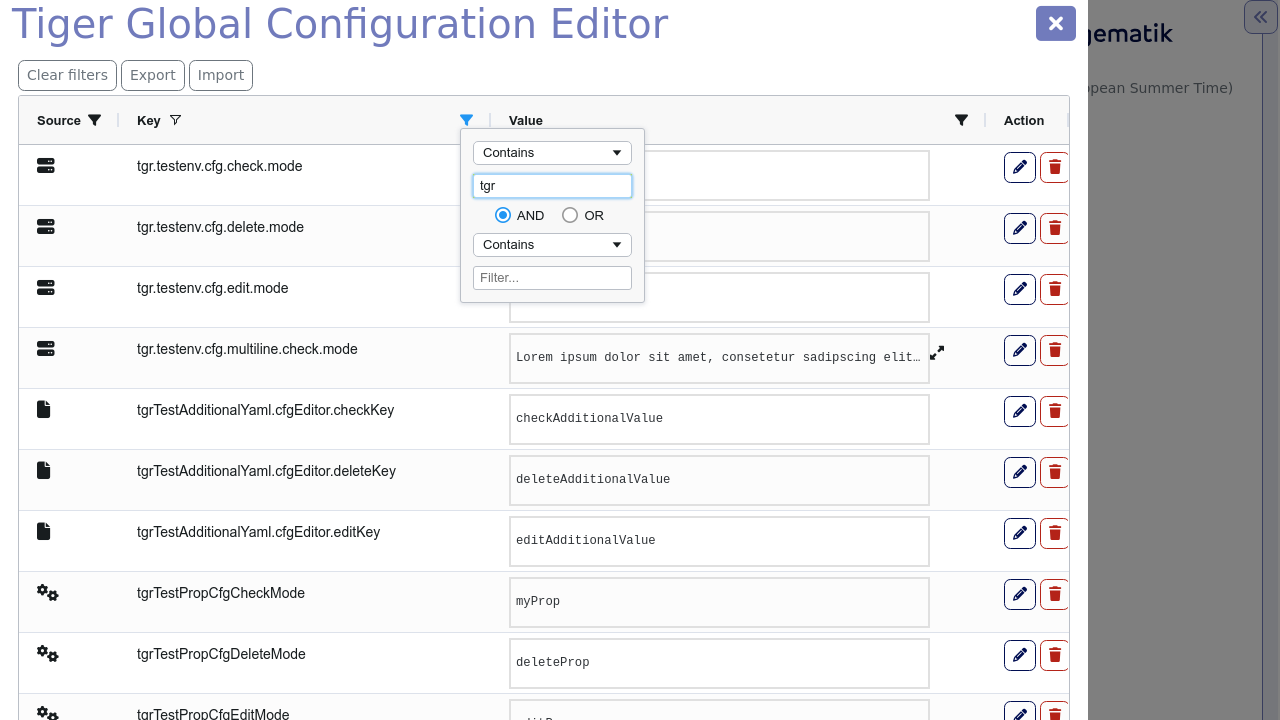 Tiger Global Configuration Editor
gematik
Clear filters Export Import
opean Summer Time)
Source Key Value Action
Contains
tgr
AND OR
Contains
Filter...
tgr.testenv.cfg.check.mode
tgr.testenv.cfg.delete.mode
tgr.testenv.cfg.edit.mode
tgr.testenv.cfg.multiline.check.mode Lorem ipsum dolor sit amet, consetetur sadipscing elit…
tgrTestAdditionalYaml.cfgEditor.checkKey checkAdditionalValue
tgrTestAdditionalYaml.cfgEditor.deleteKey deleteAdditionalValue
tgrTestAdditionalYaml.cfgEditor.editKey editAdditionalValue
tgrTestPropCfgCheckMode myProp
tgrTestPropCfgDeleteMode deleteProp
tgrTestPropCfgEditMode